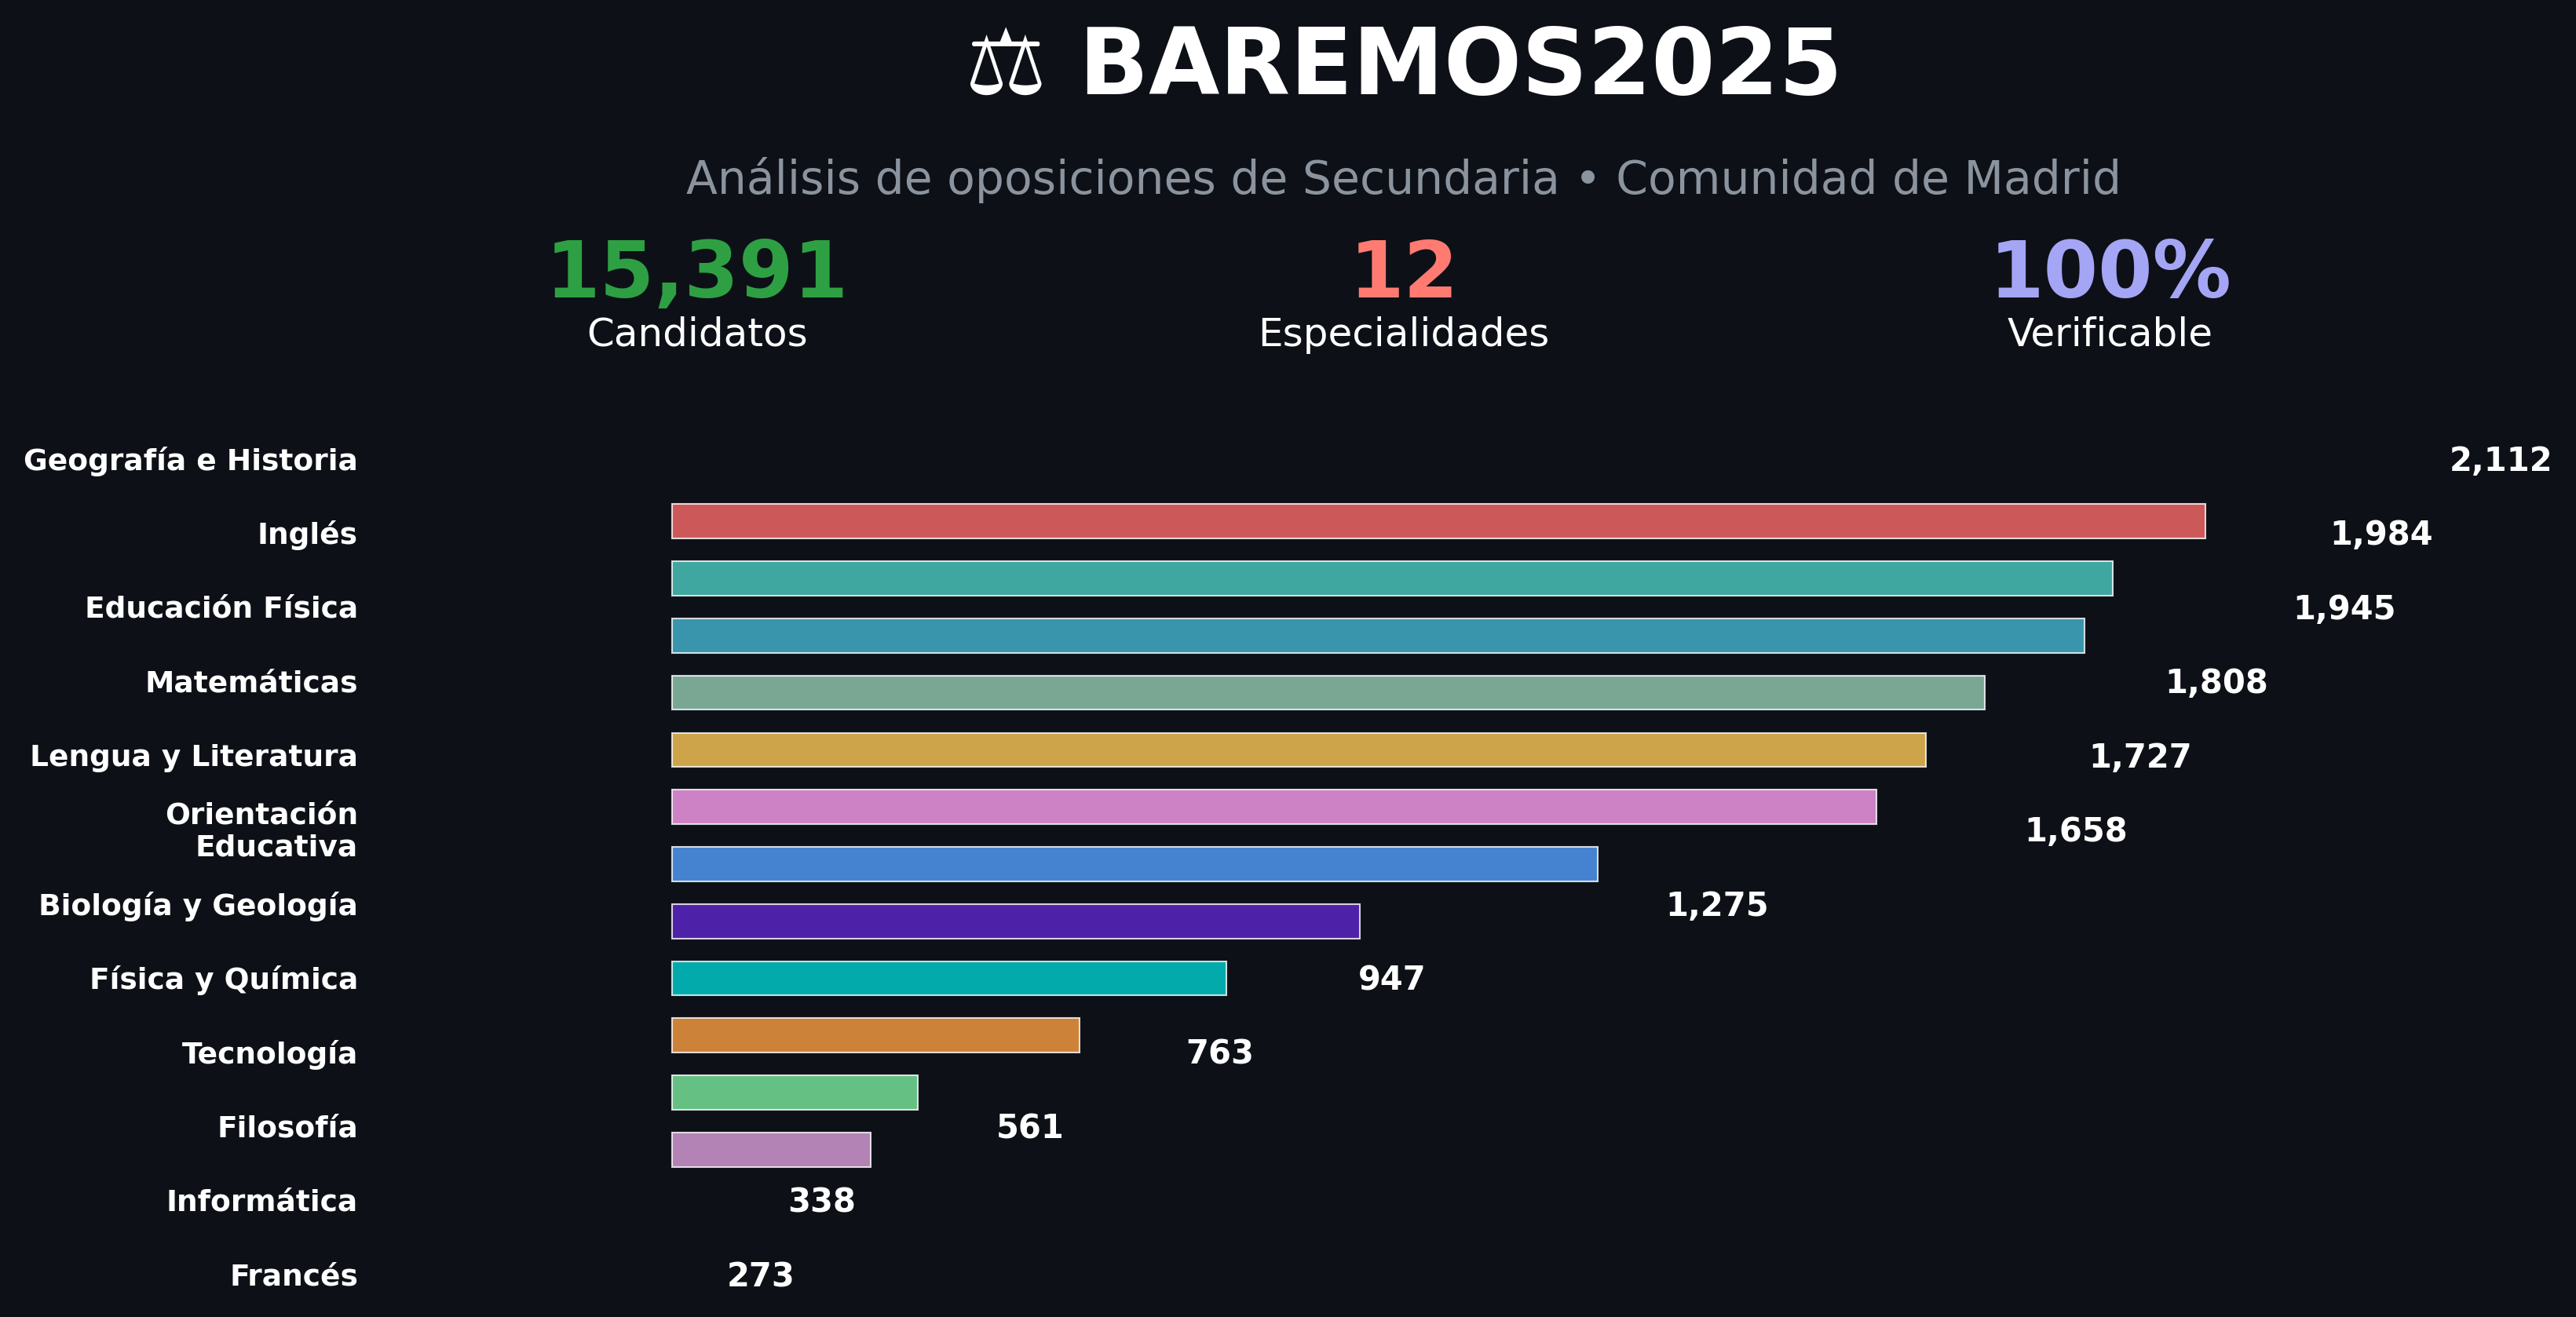 ⚖ BAREMOS2025
Análisis de oposiciones de Secundaria • Comunidad de Madrid
15,391 12 100%
Candidatos Especialidades Verificable
Geografía e Historia 2,112
Inglés 1,984
Educación Física 1,945
Matemáticas 1,808
Lengua y Literatura 1,727
Orientación
Educativa 1,658
Biología y Geología 1,275
Física y Química 947
Tecnología 763
Filosofía 561
Informática 338
Francés 273